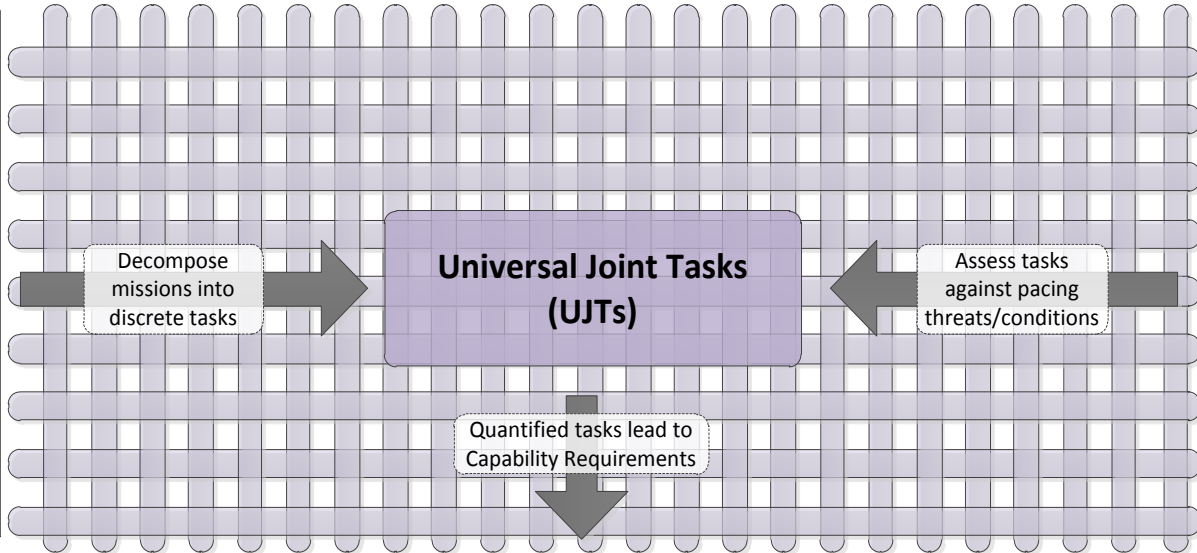 Universal Joint Tasks
(UJTs)
Decompose
missions into
discrete tasks
Assess tasks
against pacing
threats/conditions
Quantified tasks lead to
Capability Requirements